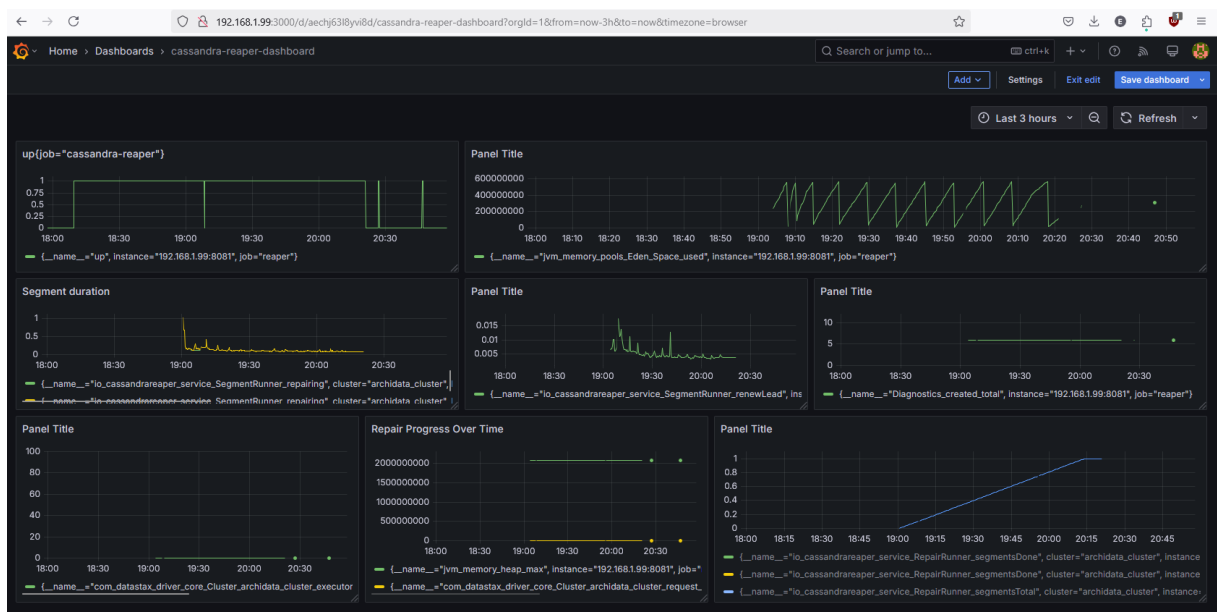 192.168.1.99:3000/d/aechj63l8yvi8d/cassandra-reaper-dashboard?orgId=1&from=now-3h&to=now&timezone=browser
Home › Dashboards › cassandra-reaper-dashboard
Search or jump to...
ctrl+k
Add
Settings
Exit edit
Save dashboard
Last 3 hours
Refresh
up{job="cassandra-reaper"}
1
0.75
0.5
0.25
0
18:00 18:30 19:00 19:30 20:00 20:30
{__name__="up", instance="192.168.1.99:8081", job="reaper"}
Panel Title
600000000
400000000
200000000
0
18:00 18:10 18:20 18:30 18:40 18:50 19:00 19:10 19:20 19:30 19:40 19:50 20:00 20:10 20:20 20:30 20:40 20:50
{__name__="jvm_memory_pools_Eden_Space_used", instance="192.168.1.99:8081", job="reaper"}
Segment duration
1
0.5
0
18:00 18:30 19:00 19:30 20:00 20:30
{__name__="io_cassandrareaper_service_SegmentRunner_repairing", cluster="archidata_cluster",
{__name__="io_cassandrareaper_service_SegmentRunner_repairing" cluster="archidata_cluster"
Panel Title
0.015
0.01
0.005
18:00 18:30 19:00 19:30 20:00 20:30
{__name__="io_cassandrareaper_service_SegmentRunner_renewLead", ins
Panel Title
10
5
0
18:00 18:30 19:00 19:30 20:00 20:30
{__name__="Diagnostics_created_total", instance="192.168.1.99:8081", job="reaper"}
Panel Title
100
80
60
40
20
0
18:00 18:30 19:00 19:30 20:00 20:30
{__name__="com_datastax_driver_core_Cluster_archidata_cluster_executor
Repair Progress Over Time
2000000000
1500000000
1000000000
500000000
0
18:00 18:30 19:00 19:30 20:00 20:30
{__name__="jvm_memory_heap_max", instance="192.168.1.99:8081", job="
{__name__="com_datastax_driver_core_Cluster_archidata_cluster_request_
Panel Title
1
0.8
0.6
0.4
0.2
0
18:00 18:15 18:30 18:45 19:00 19:15 19:30 19:45 20:00 20:15 20:30 20:45
{__name__="io_cassandrareaper_service_RepairRunner_segmentsDone", cluster="archidata_cluster", instance
{__name__="io_cassandrareaper_service_RepairRunner_segmentsDone", cluster="archidata_cluster", instance
{__name__="io_cassandrareaper_service_RepairRunner_segmentsTotal", cluster="archidata_cluster", instance=